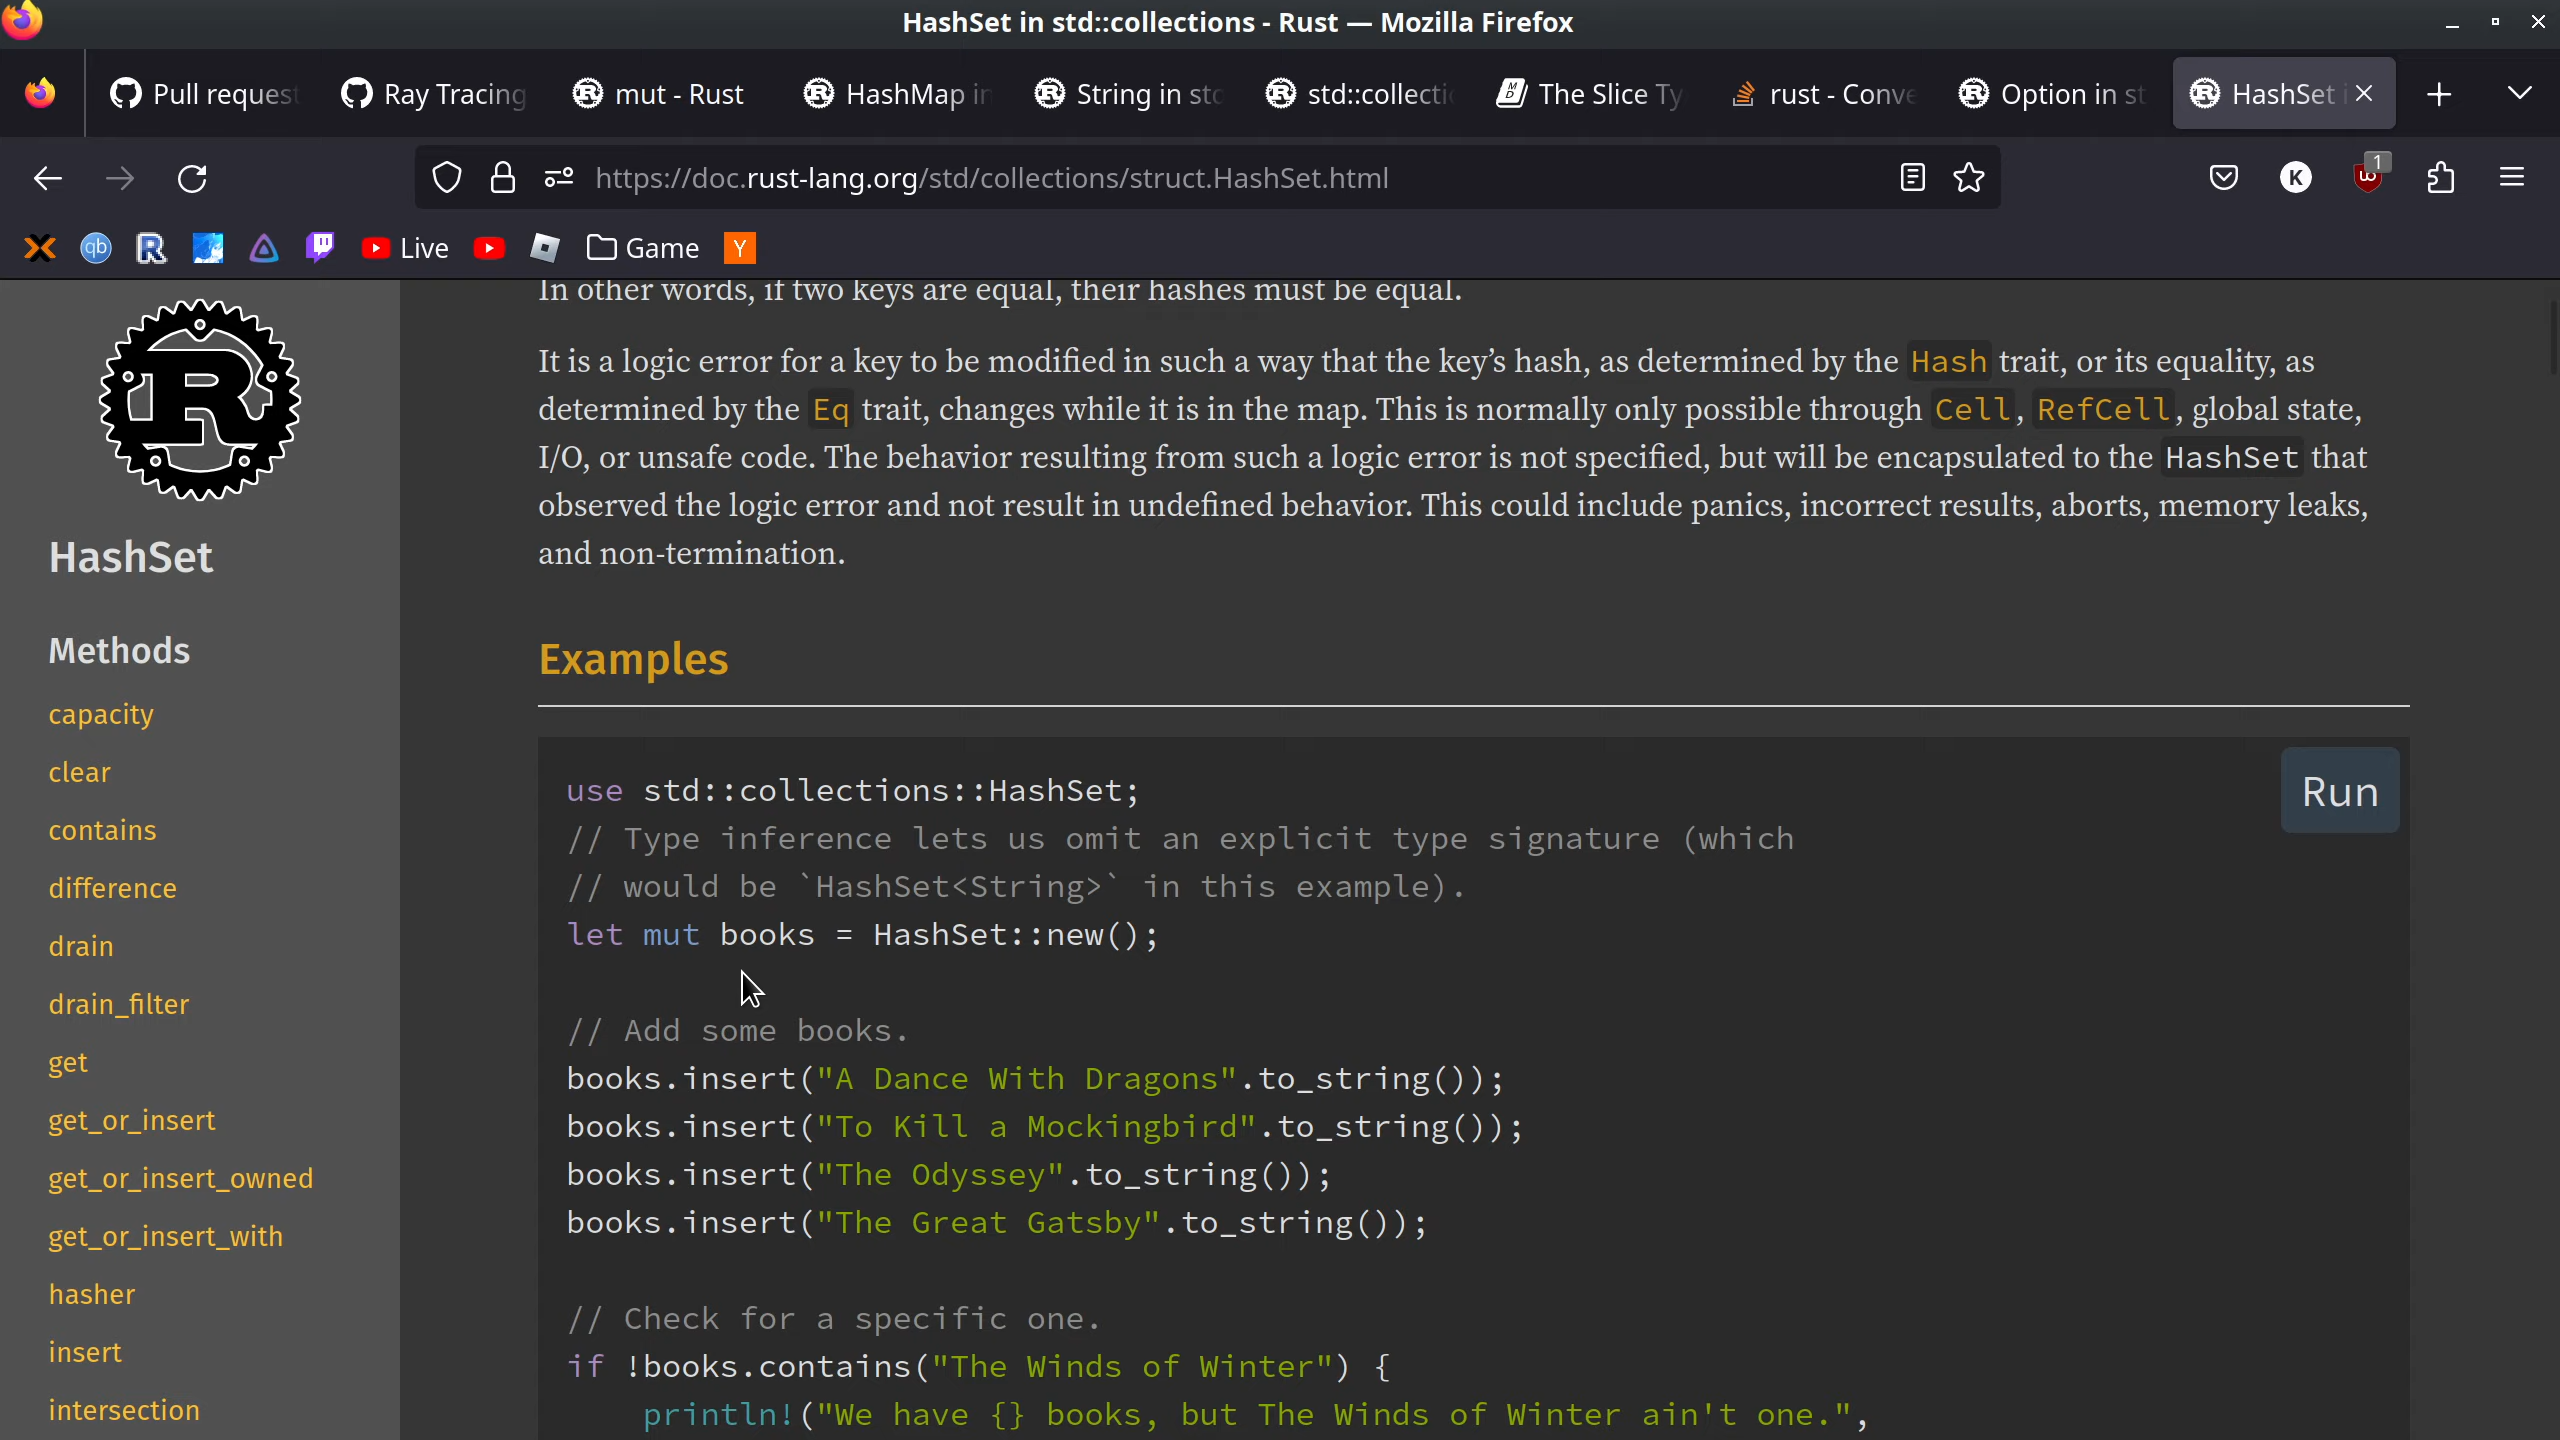 HashSet in std::collections - Rust — Mozilla Firefox
Pull request
Ray Tracing
mut - Rust
HashMap in
String in std
std::collecti
The Slice Ty
rust - Conve
Option in st
HashSet i
https://doc.rust-lang.org/std/collections/struct.HashSet.html
K
1
qb
Live
Game
Y
In other words, if two keys are equal, their hashes must be equal.
It is a logic error for a key to be modified in such a way that the key’s hash, as determined by the Hash trait, or its equality, as
determined by the Eq trait, changes while it is in the map. This is normally only possible through Cell, RefCell, global state,
I/O, or unsafe code. The behavior resulting from such a logic error is not specified, but will be encapsulated to the HashSet that
observed the logic error and not result in undefined behavior. This could include panics, incorrect results, aborts, memory leaks,
and non-termination.
HashSet
Methods
capacity
clear
contains
difference
drain
drain_filter
get
get_or_insert
get_or_insert_owned
get_or_insert_with
hasher
insert
intersection
Examples
Run
use std::collections::HashSet;
// Type inference lets us omit an explicit type signature (which
// would be `HashSet<String>` in this example).
let mut books = HashSet::new();
// Add some books.
books.insert("A Dance With Dragons".to_string());
books.insert("To Kill a Mockingbird".to_string());
books.insert("The Odyssey".to_string());
books.insert("The Great Gatsby".to_string());
// Check for a specific one.
if !books.contains("The Winds of Winter") {
println!("We have {} books, but The Winds of Winter ain't one.",